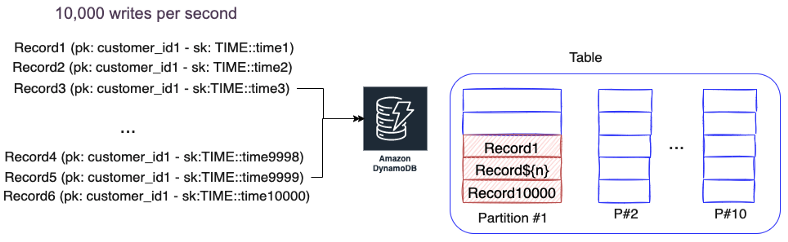 10,000 writes per second
Record1 (pk: customer_id1 - sk: TIME::time1)
Record2 (pk: customer_id1 - sk:TIME::time2)
Record3 (pk: customer_id1 - sk:TIME::time3)
...
Record4 (pk: customer_id1 - sk:TIME::time9998)
Record5 (pk: customer_id1 - sk:TIME::time9999)
Record6 (pk: customer_id1 - sk:TIME::time10000)
Amazon
DynamoDB
Table
Record1
Record${n}
Record10000
...
Partition #1
P#2
P#10